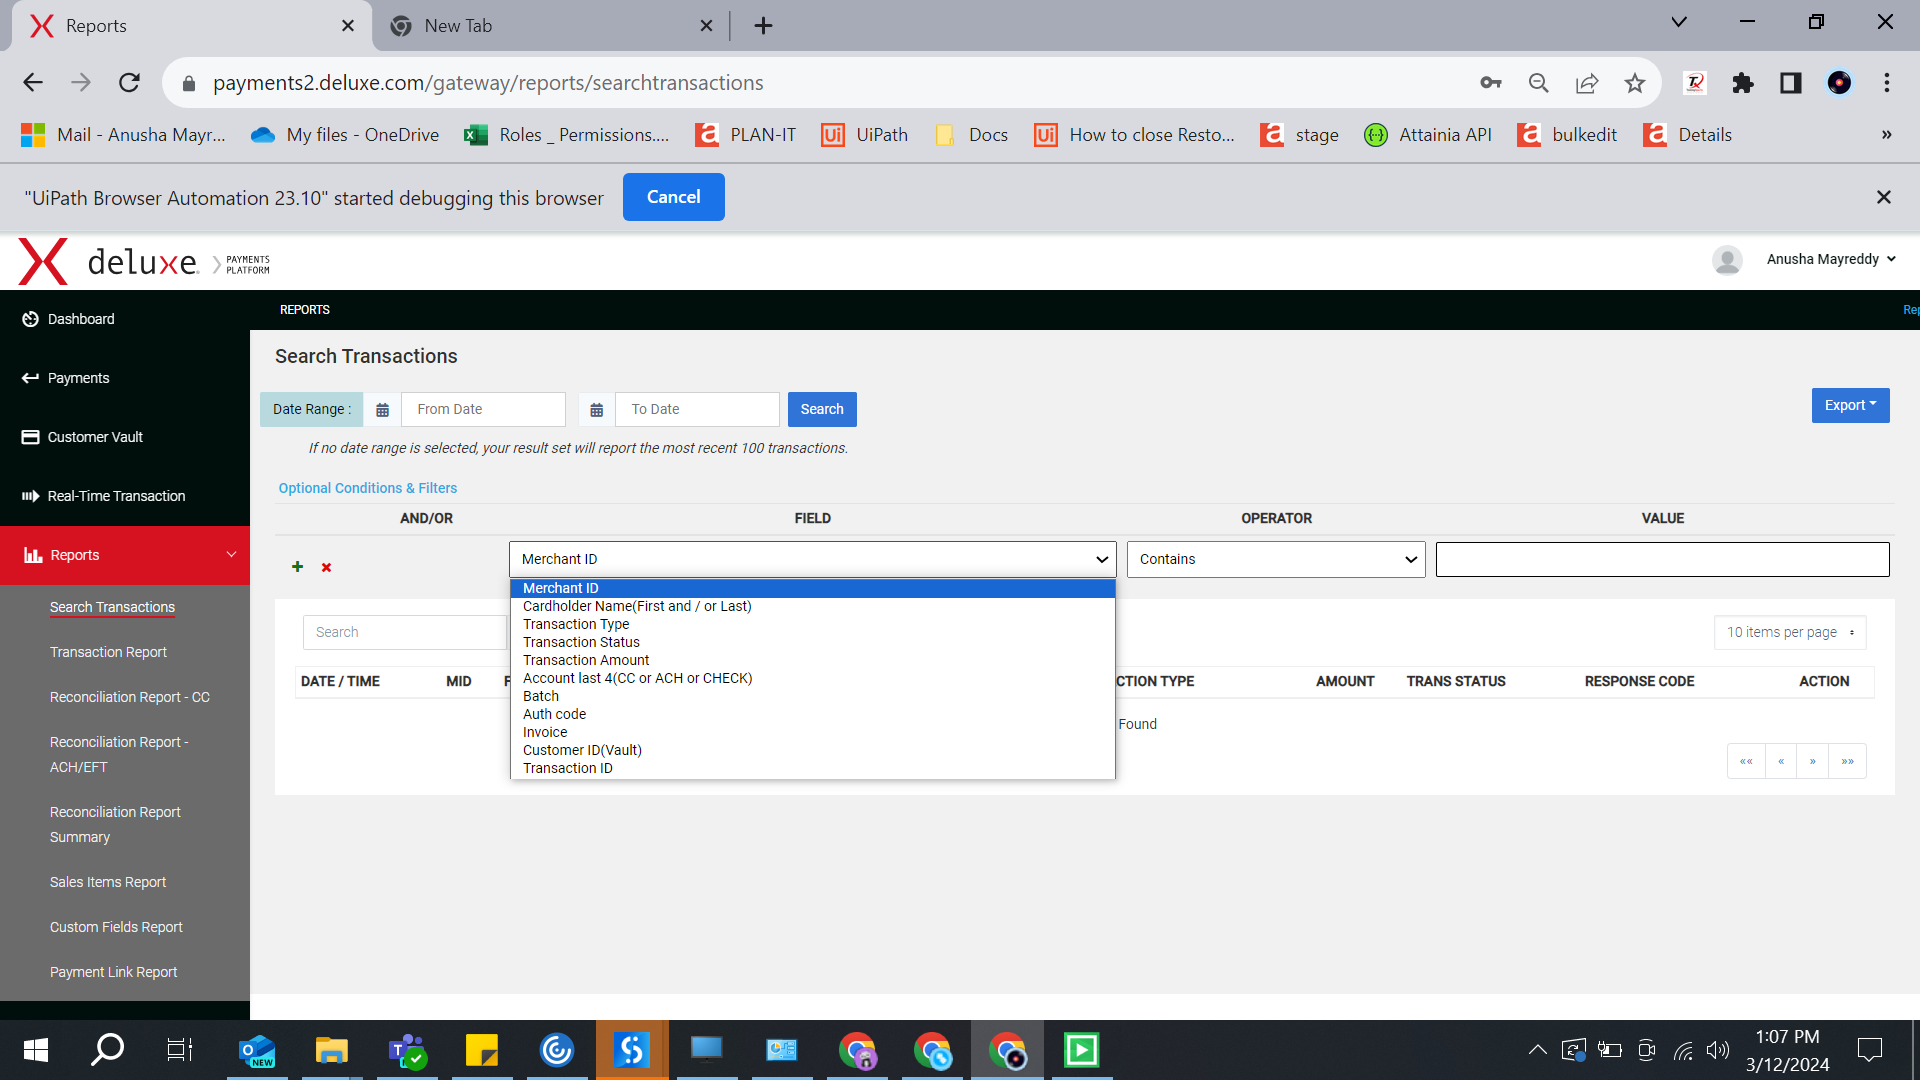 Reports
New Tab
payments2.deluxe.com/gateway/reports/searchtransactions
Mail - Anusha Mayr...
My files - OneDrive
Roles _ Permissions....
PLAN-IT
UiPath
Docs
How to close Resto...
stage
Attainia API
bulkedit
Details
»
"UiPath Browser Automation 23.10" started debugging this browser
Cancel
deluxe.
PAYMENTS
PLATFORM
Anusha Mayreddy
Dashboard
Payments
Customer Vault
Real-Time Transaction
Reports
Search Transactions
Transaction Report
Reconciliation Report - CC
Reconciliation Report -
ACH/EFT
Reconciliation Report
Summary
Sales Items Report
Custom Fields Report
Payment Link Report
REPORTS
Rep
Search Transactions
Date Range :
From Date
To Date
Search
Export
If no date range is selected, your result set will report the most recent 100 transactions.
Optional Conditions & Filters
AND/OR FIELD OPERATOR VALUE
Merchant ID
Contains
Merchant ID
Cardholder Name(First and / or Last)
Transaction Type
Transaction Status
Transaction Amount
Account last 4(CC or ACH or CHECK)
Batch
Auth code
Invoice
Customer ID(Vault)
Transaction ID
Search
10 items per page
DATE / TIME MID F CTION TYPE AMOUNT TRANS STATUS RESPONSE CODE ACTION
Found
«« « » »»
NEW
1:07 PM
3/12/2024